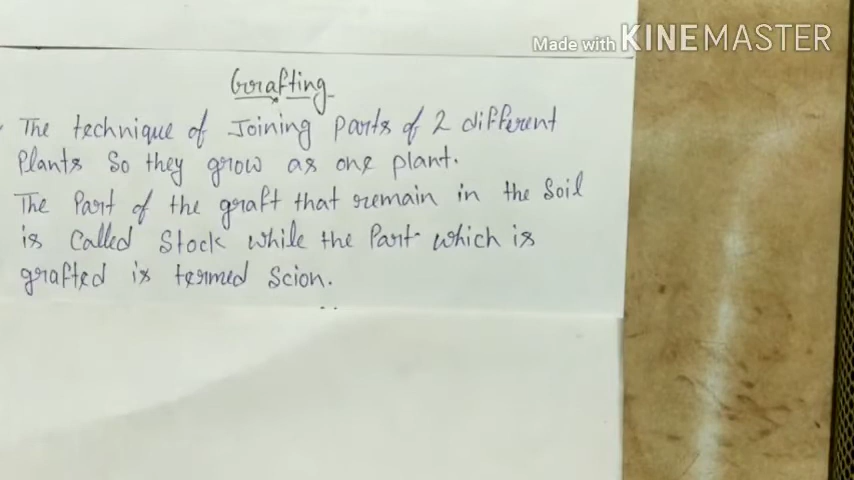 Made with KINEMASTER
Grafting
The technique of Joining Parts of 2 different
Plants So they grow as one plant.
The Part of the graft that remain in the Soil
is Called Stock while the Part which is
grafted is termed Scion.